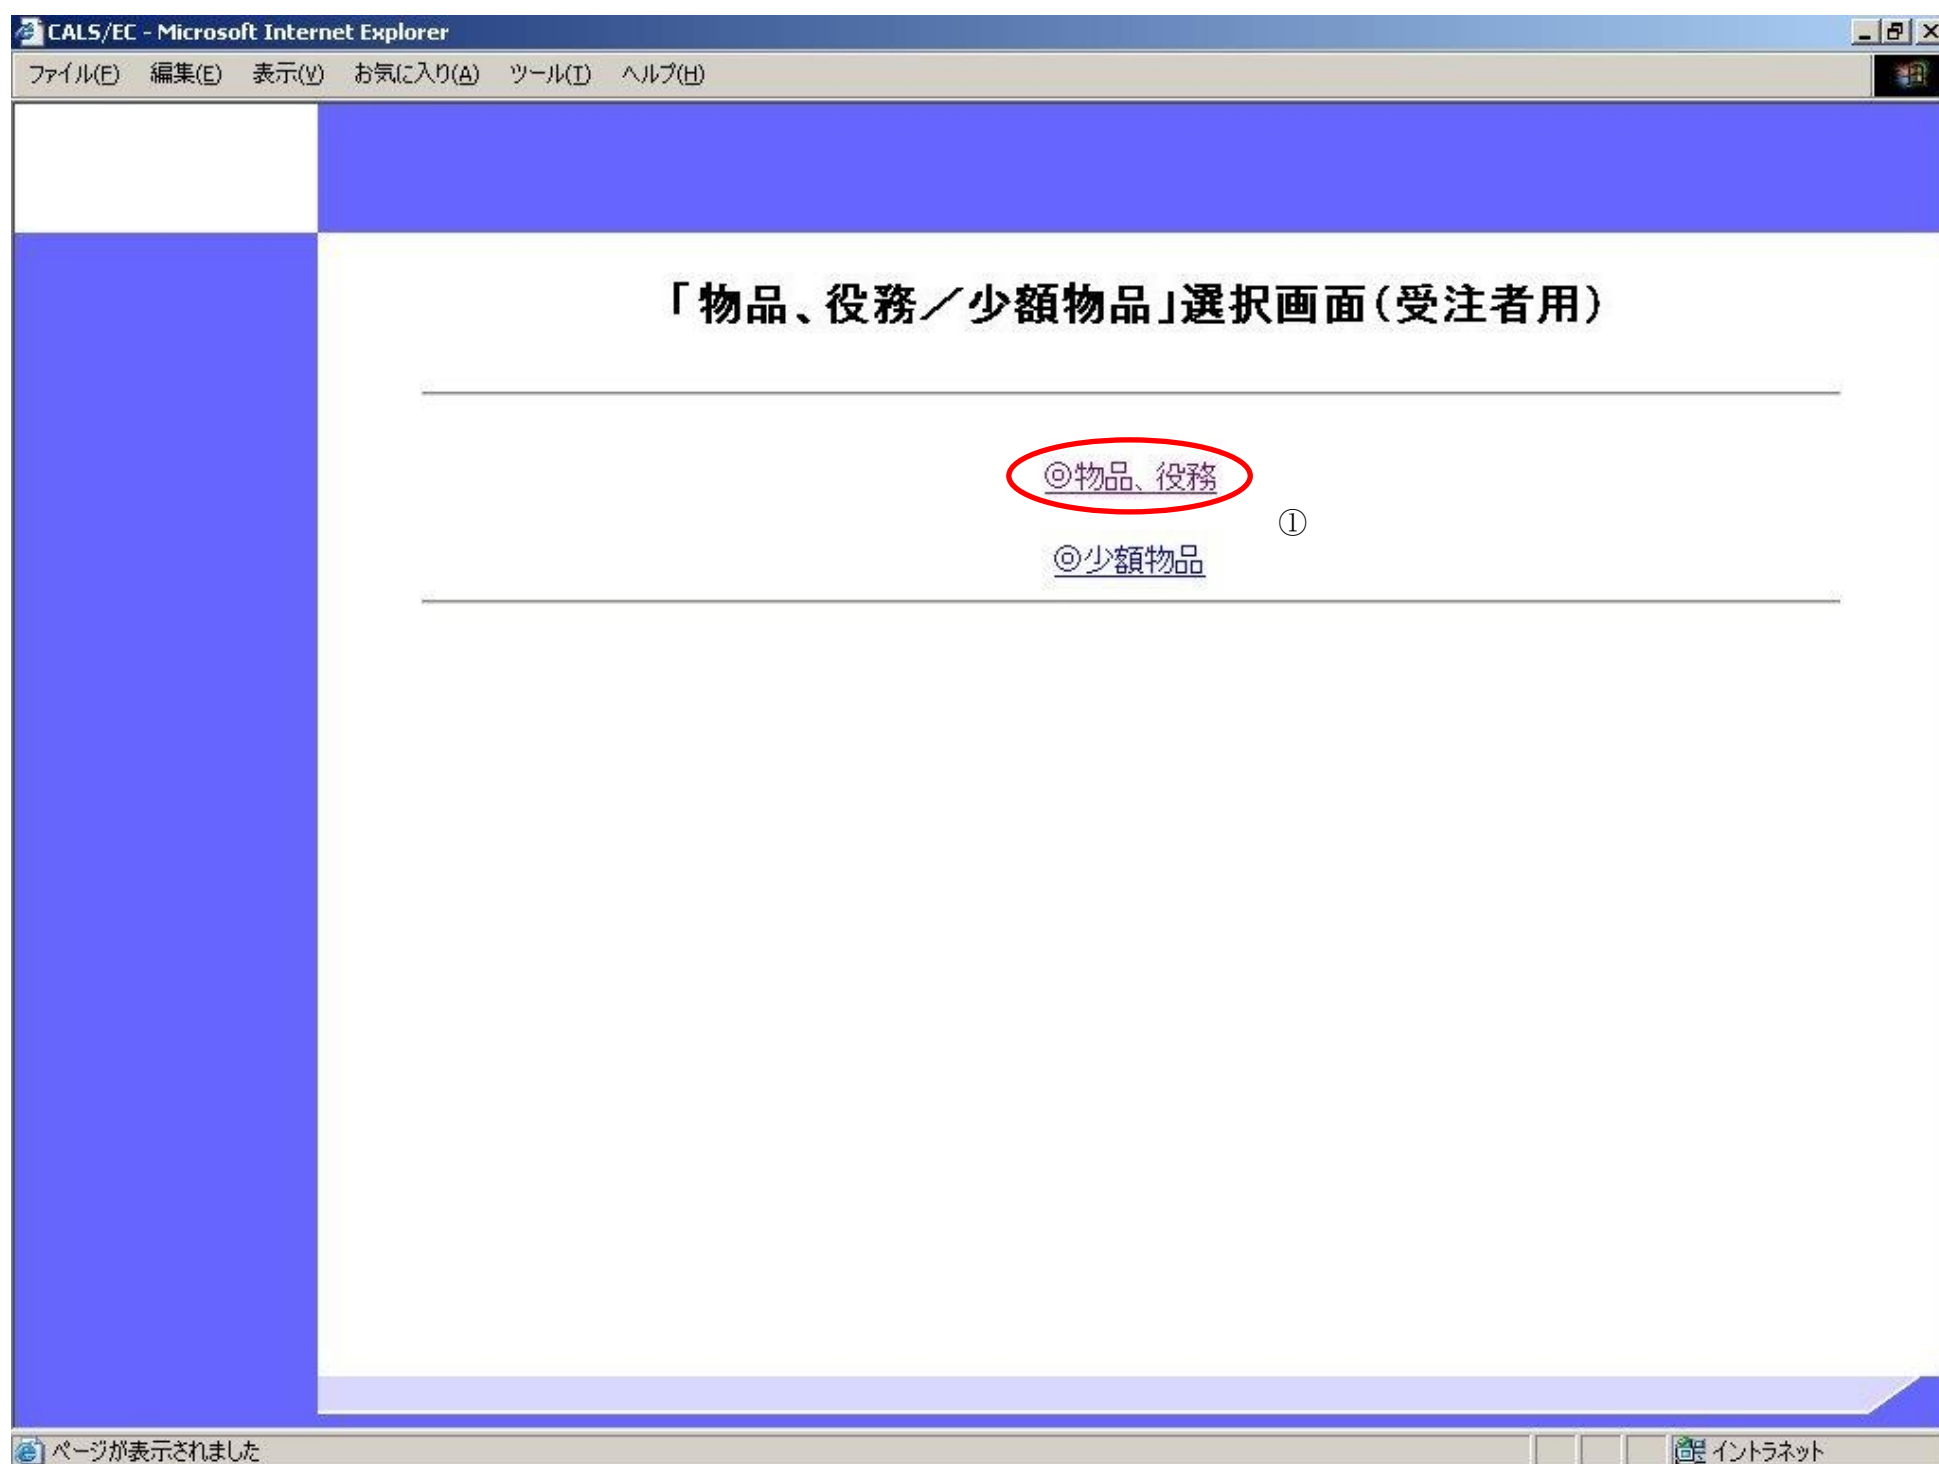 CALS/EC - Microsoft Internet Explorer
ファイル(F) 編集(E) 表示(V) お気に入り(A) ツール(T) ヘルプ(H)
「物品、役務／少額物品」選択画面(受注者用)
◎物品、役務
①
◎少額物品
ページが表示されました イントラネット